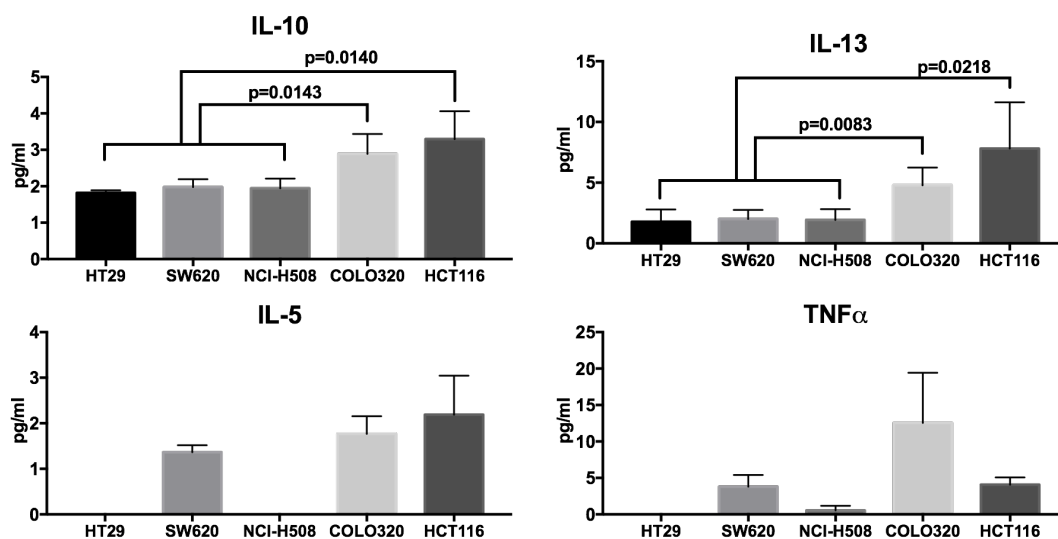 IL-10
p=0.0140
p=0.0143
pg/ml
5
4
3
2
1
0
HT29 SW620 NCI-H508 COLO320 HCT116
IL-13
p=0.0218
p=0.0083
pg/ml
15
10
5
0
HT29 SW620 NCI-H508 COLO320 HCT116
IL-5
pg/ml
4
3
2
1
0
HT29 SW620 NCI-H508 COLO320 HCT116
TNFα
pg/ml
25
20
15
10
5
0
HT29 SW620 NCI-H508 COLO320 HCT116